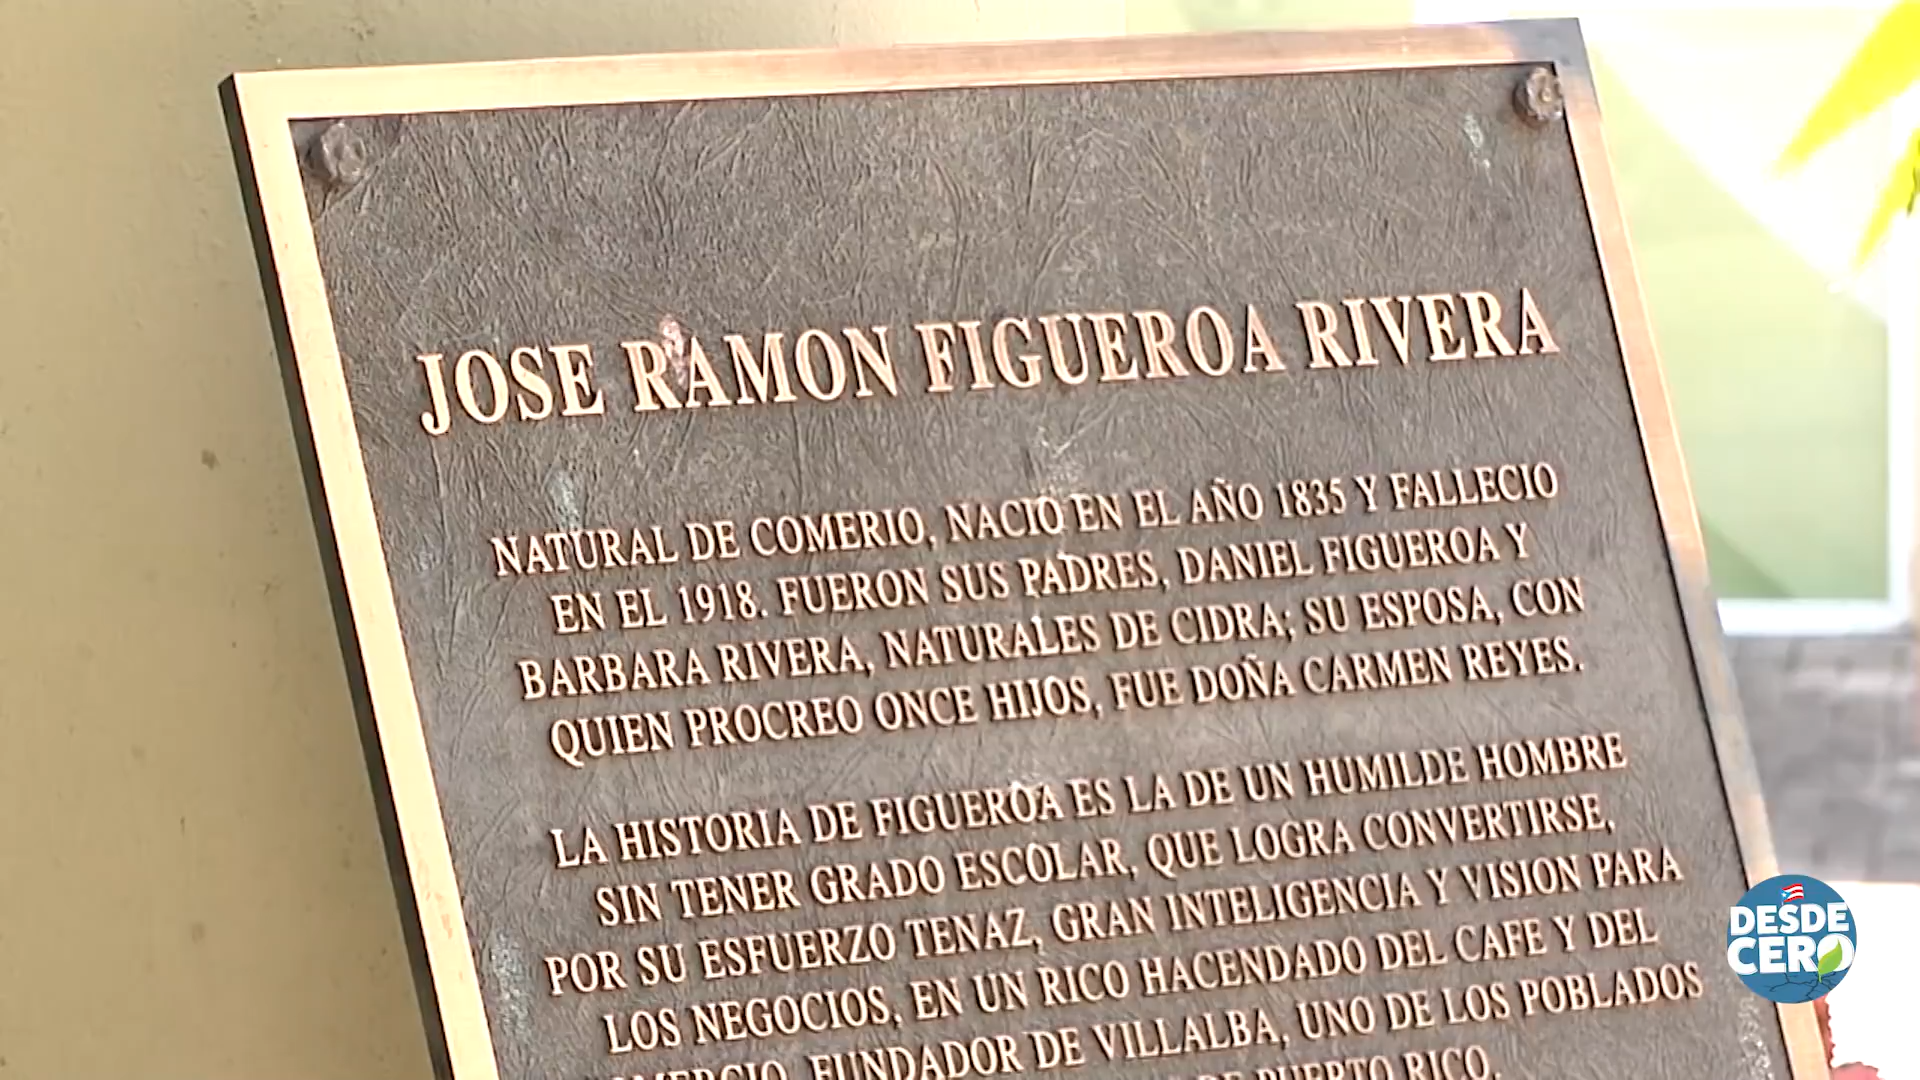 JOSE RAMON FIGUEROA RIVERA
NATURAL DE COMERIO, NACIO EN EL AÑO 1835 Y FALLECIO
EN EL 1918. FUERON SUS PADRES, DANIEL FIGUEROA Y
BARBARA RIVERA, NATURALES DE CIDRA; SU ESPOSA, CON
QUIEN PROCREO ONCE HIJOS, FUE DOÑA CARMEN REYES.
LA HISTORIA DE FIGUEROA ES LA DE UN HUMILDE HOMBRE
SIN TENER GRADO ESCOLAR, QUE LOGRA CONVERTIRSE,
POR SU ESFUERZO TENAZ, GRAN INTELIGENCIA Y VISION PARA
LOS NEGOCIOS, EN UN RICO HACENDADO DEL CAFE Y DEL
FUNDADOR DE VILLALBA, UNO DE LOS POBLADOS
DE PUERTO RICO.
DESDE
CERO